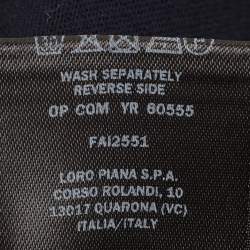 WASH SEPARATELY
REVERSE SIDE
OP COM YR 60555
FAI2551
LORO PIANA S.P.A.
CORSO ROLANDI, 10
13017 QUARONA (VC)
ITALIA/ITALY